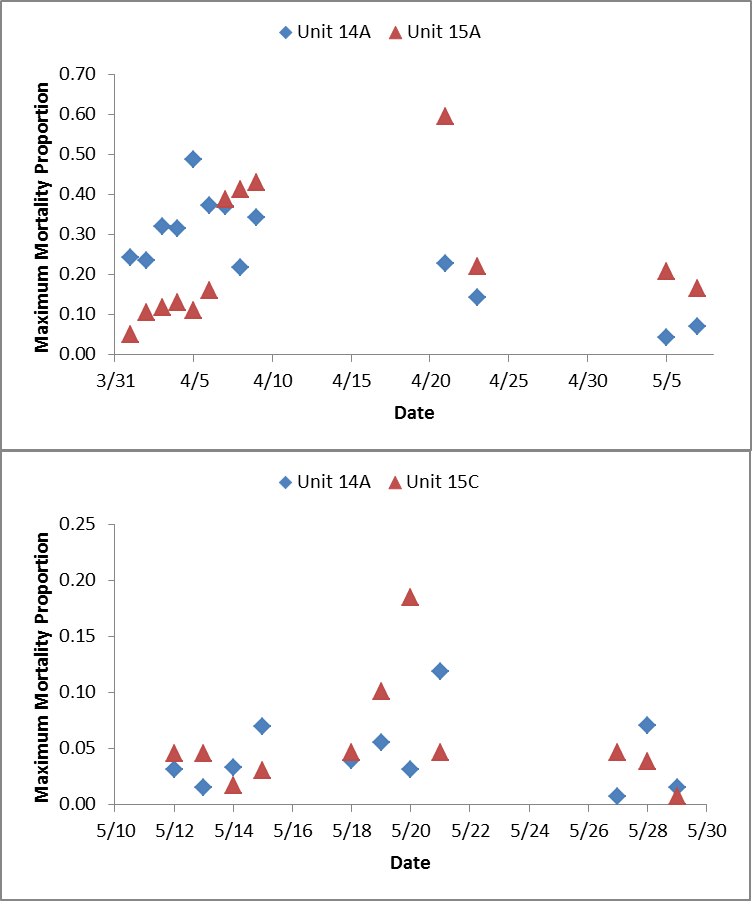 Unit 14A Unit 15A
Maximum Mortality Proportion
0.70
0.60
0.50
0.40
0.30
0.20
0.10
0.00
3/31 4/5 4/10 4/15 4/20 4/25 4/30 5/5
Date
Unit 14A Unit 15C
Maximum Mortality Proportion
0.25
0.20
0.15
0.10
0.05
0.00
5/10 5/12 5/14 5/16 5/18 5/20 5/22 5/24 5/26 5/28 5/30
Date